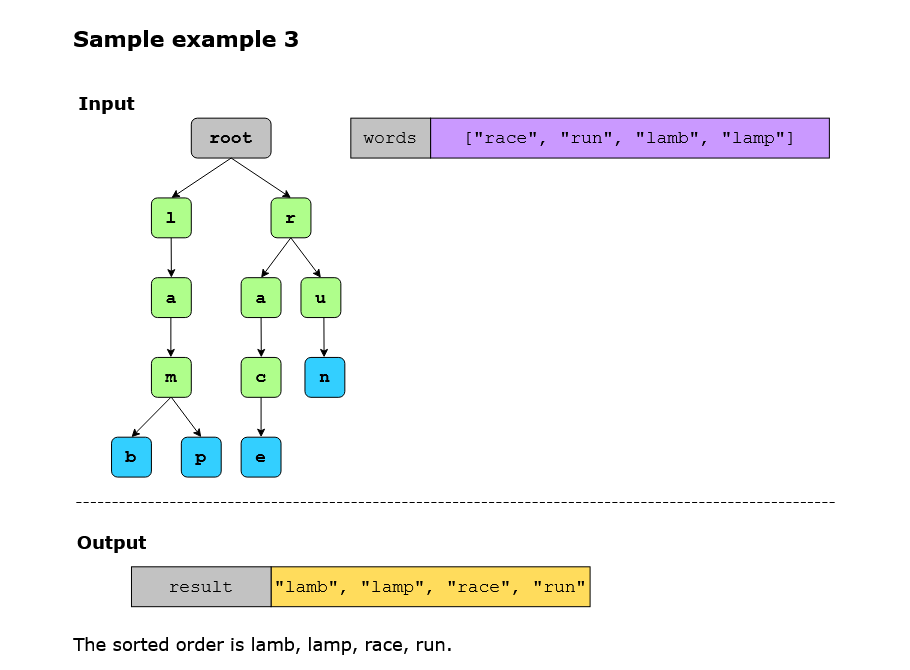 Sample example 3
Input
root
words ["race", "run", "lamb", "lamp"]
l r
a a u
m c n
b p e
Output
result "lamb", "lamp", "race", "run"
The sorted order is lamb, lamp, race, run.